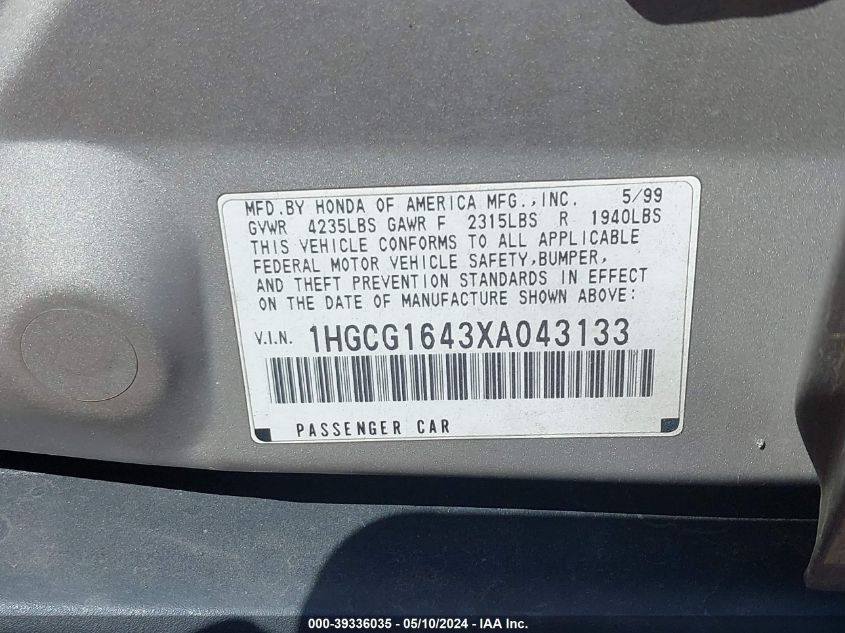 MFD.BY HONDA OF AMERICA MFG.,INC. 5/99
GVWR 4235LBS GAWR F 2315LBS R 1940LBS
THIS VEHICLE CONFORMS TO ALL APPLICABLE
FEDERAL MOTOR VEHICLE SAFETY,BUMPER,
AND THEFT PREVENTION STANDARDS IN EFFECT
ON THE DATE OF MANUFACTURE SHOWN ABOVE:
V.I.N. 1HGCG1643XA043133
PASSENGER CAR
000-39336035 - 05/10/2024 - IAA Inc.